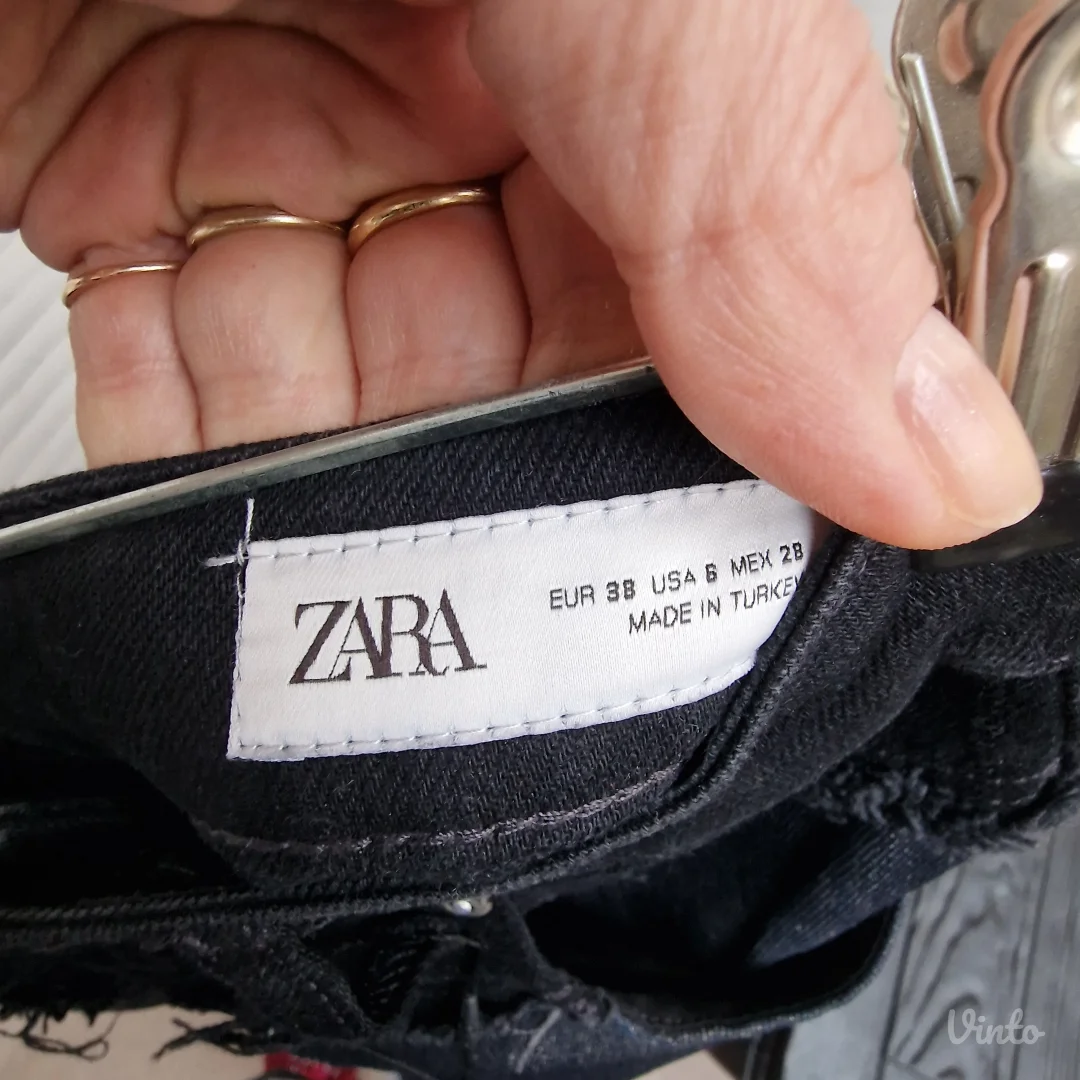 ZARA
EUR 38 USA 6 MEX 28
MADE IN TURKEY
Vinto